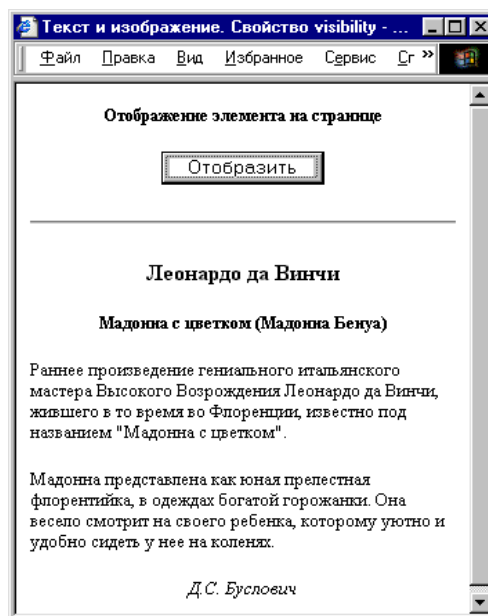 Текст и изображение. Свойство visibility - ...
Файл Правка Вид Избранное Сервис Ст »
Отображение элемента на странице
Отобразить
Леонардо да Винчи
Мадонна с цветком (Мадонна Бенуа)
Раннее произведение гениального итальянского
мастера Высокого Возрождения Леонардо да Винчи,
жившего в то время во Флоренции, известно под
названием "Мадонна с цветком".
Мадонна представлена как юная прелестная
флорентийка, в одеждах богатой горожанки. Она
весело смотрит на своего ребенка, которому уютно и
удобно сидеть у нее на коленях.
Д.С. Буслович